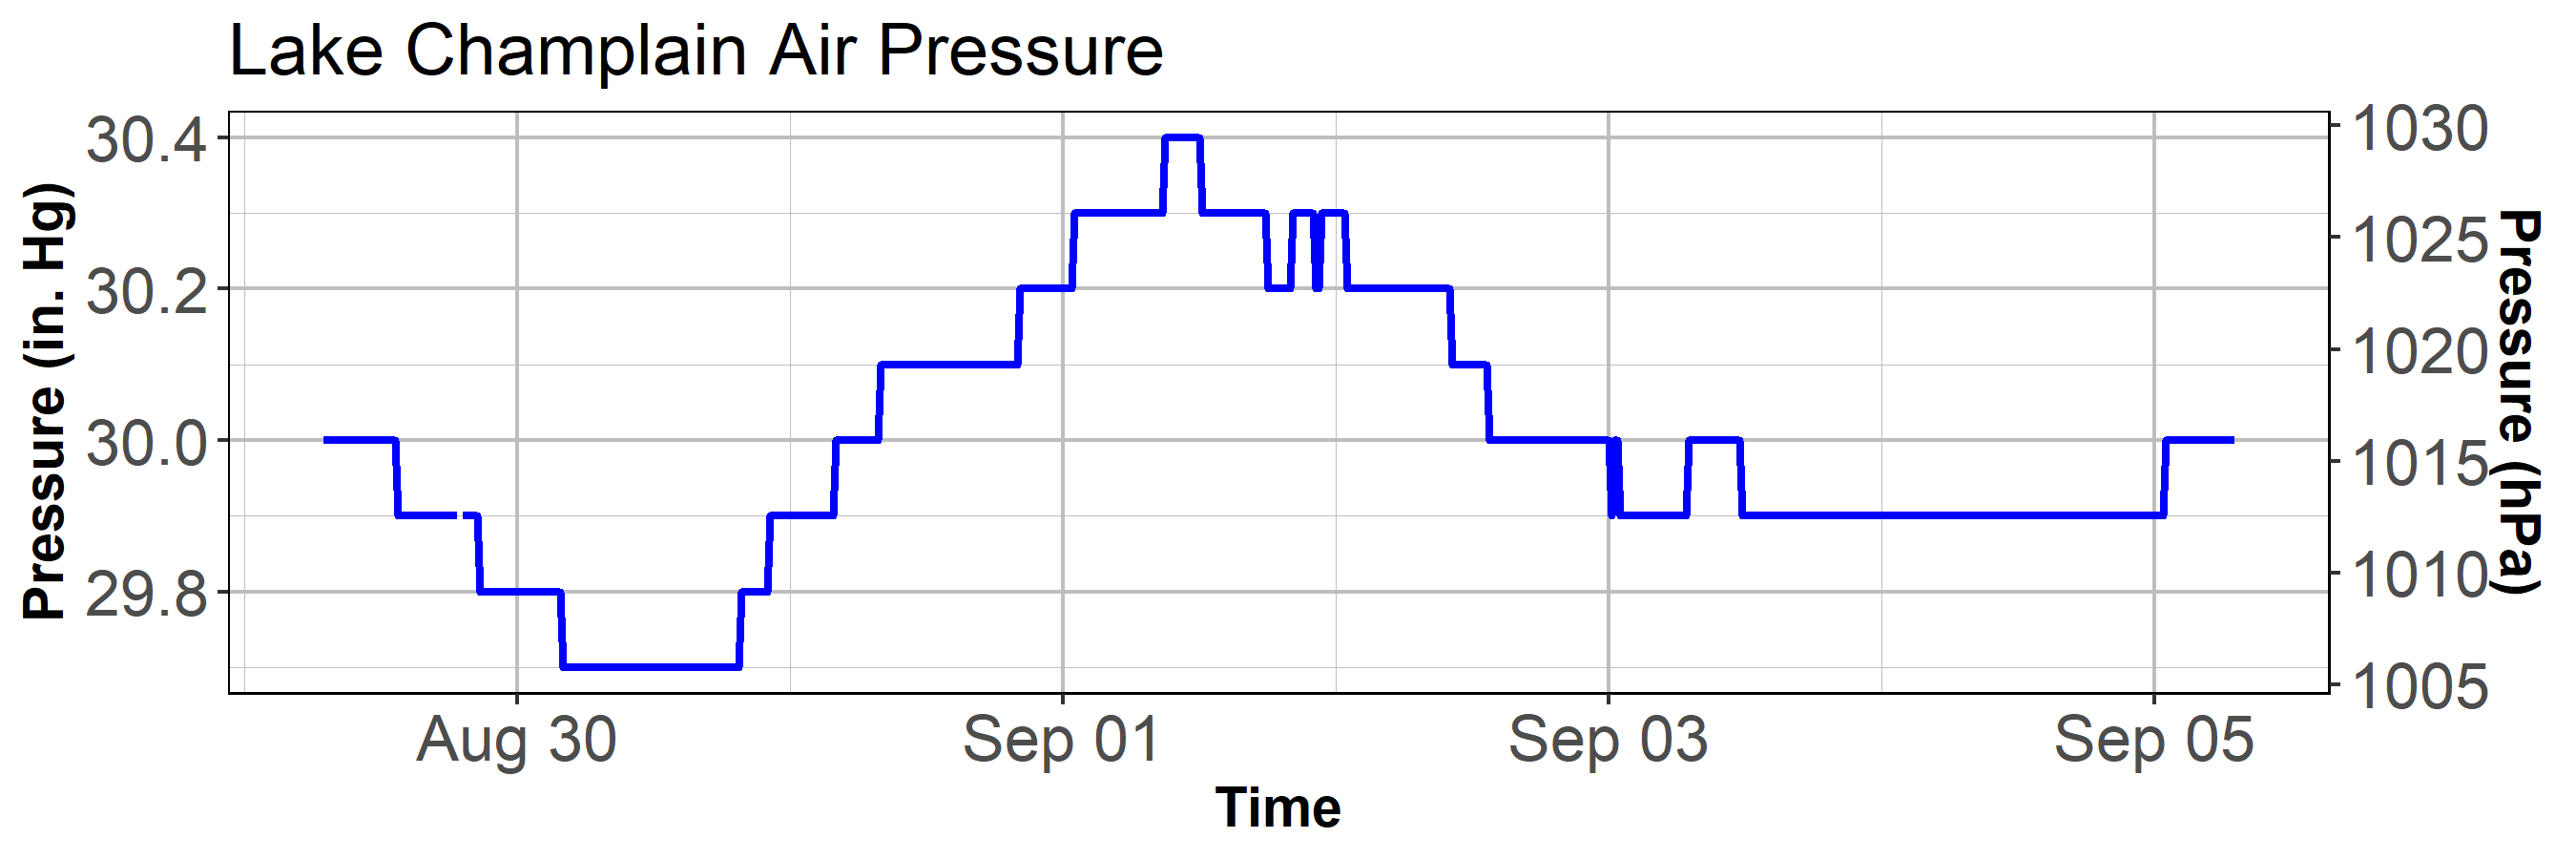 Lake Champlain Air Pressure
Pressure (in. Hg)
30.4
30.2
30.0
29.8
1030
1025
1020
1015
1010
1005
Pressure (hPa)
Aug 30
Sep 01
Sep 03
Sep 05
Time